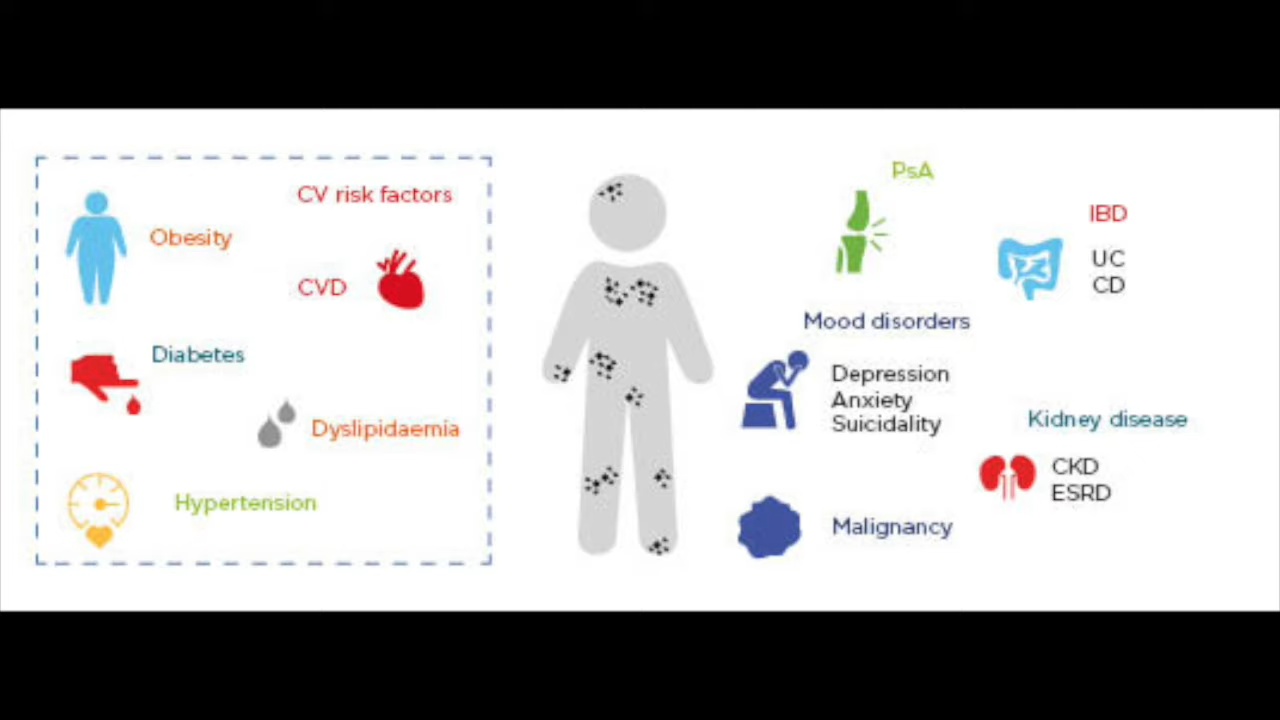 CV risk factors
Obesity
CVD
Diabetes
Dyslipidaemia
Hypertension
PsA
IBD
UC
CD
Mood disorders
Depression
Anxiety
Suicidality
Kidney disease
CKD
ESRD
Malignancy